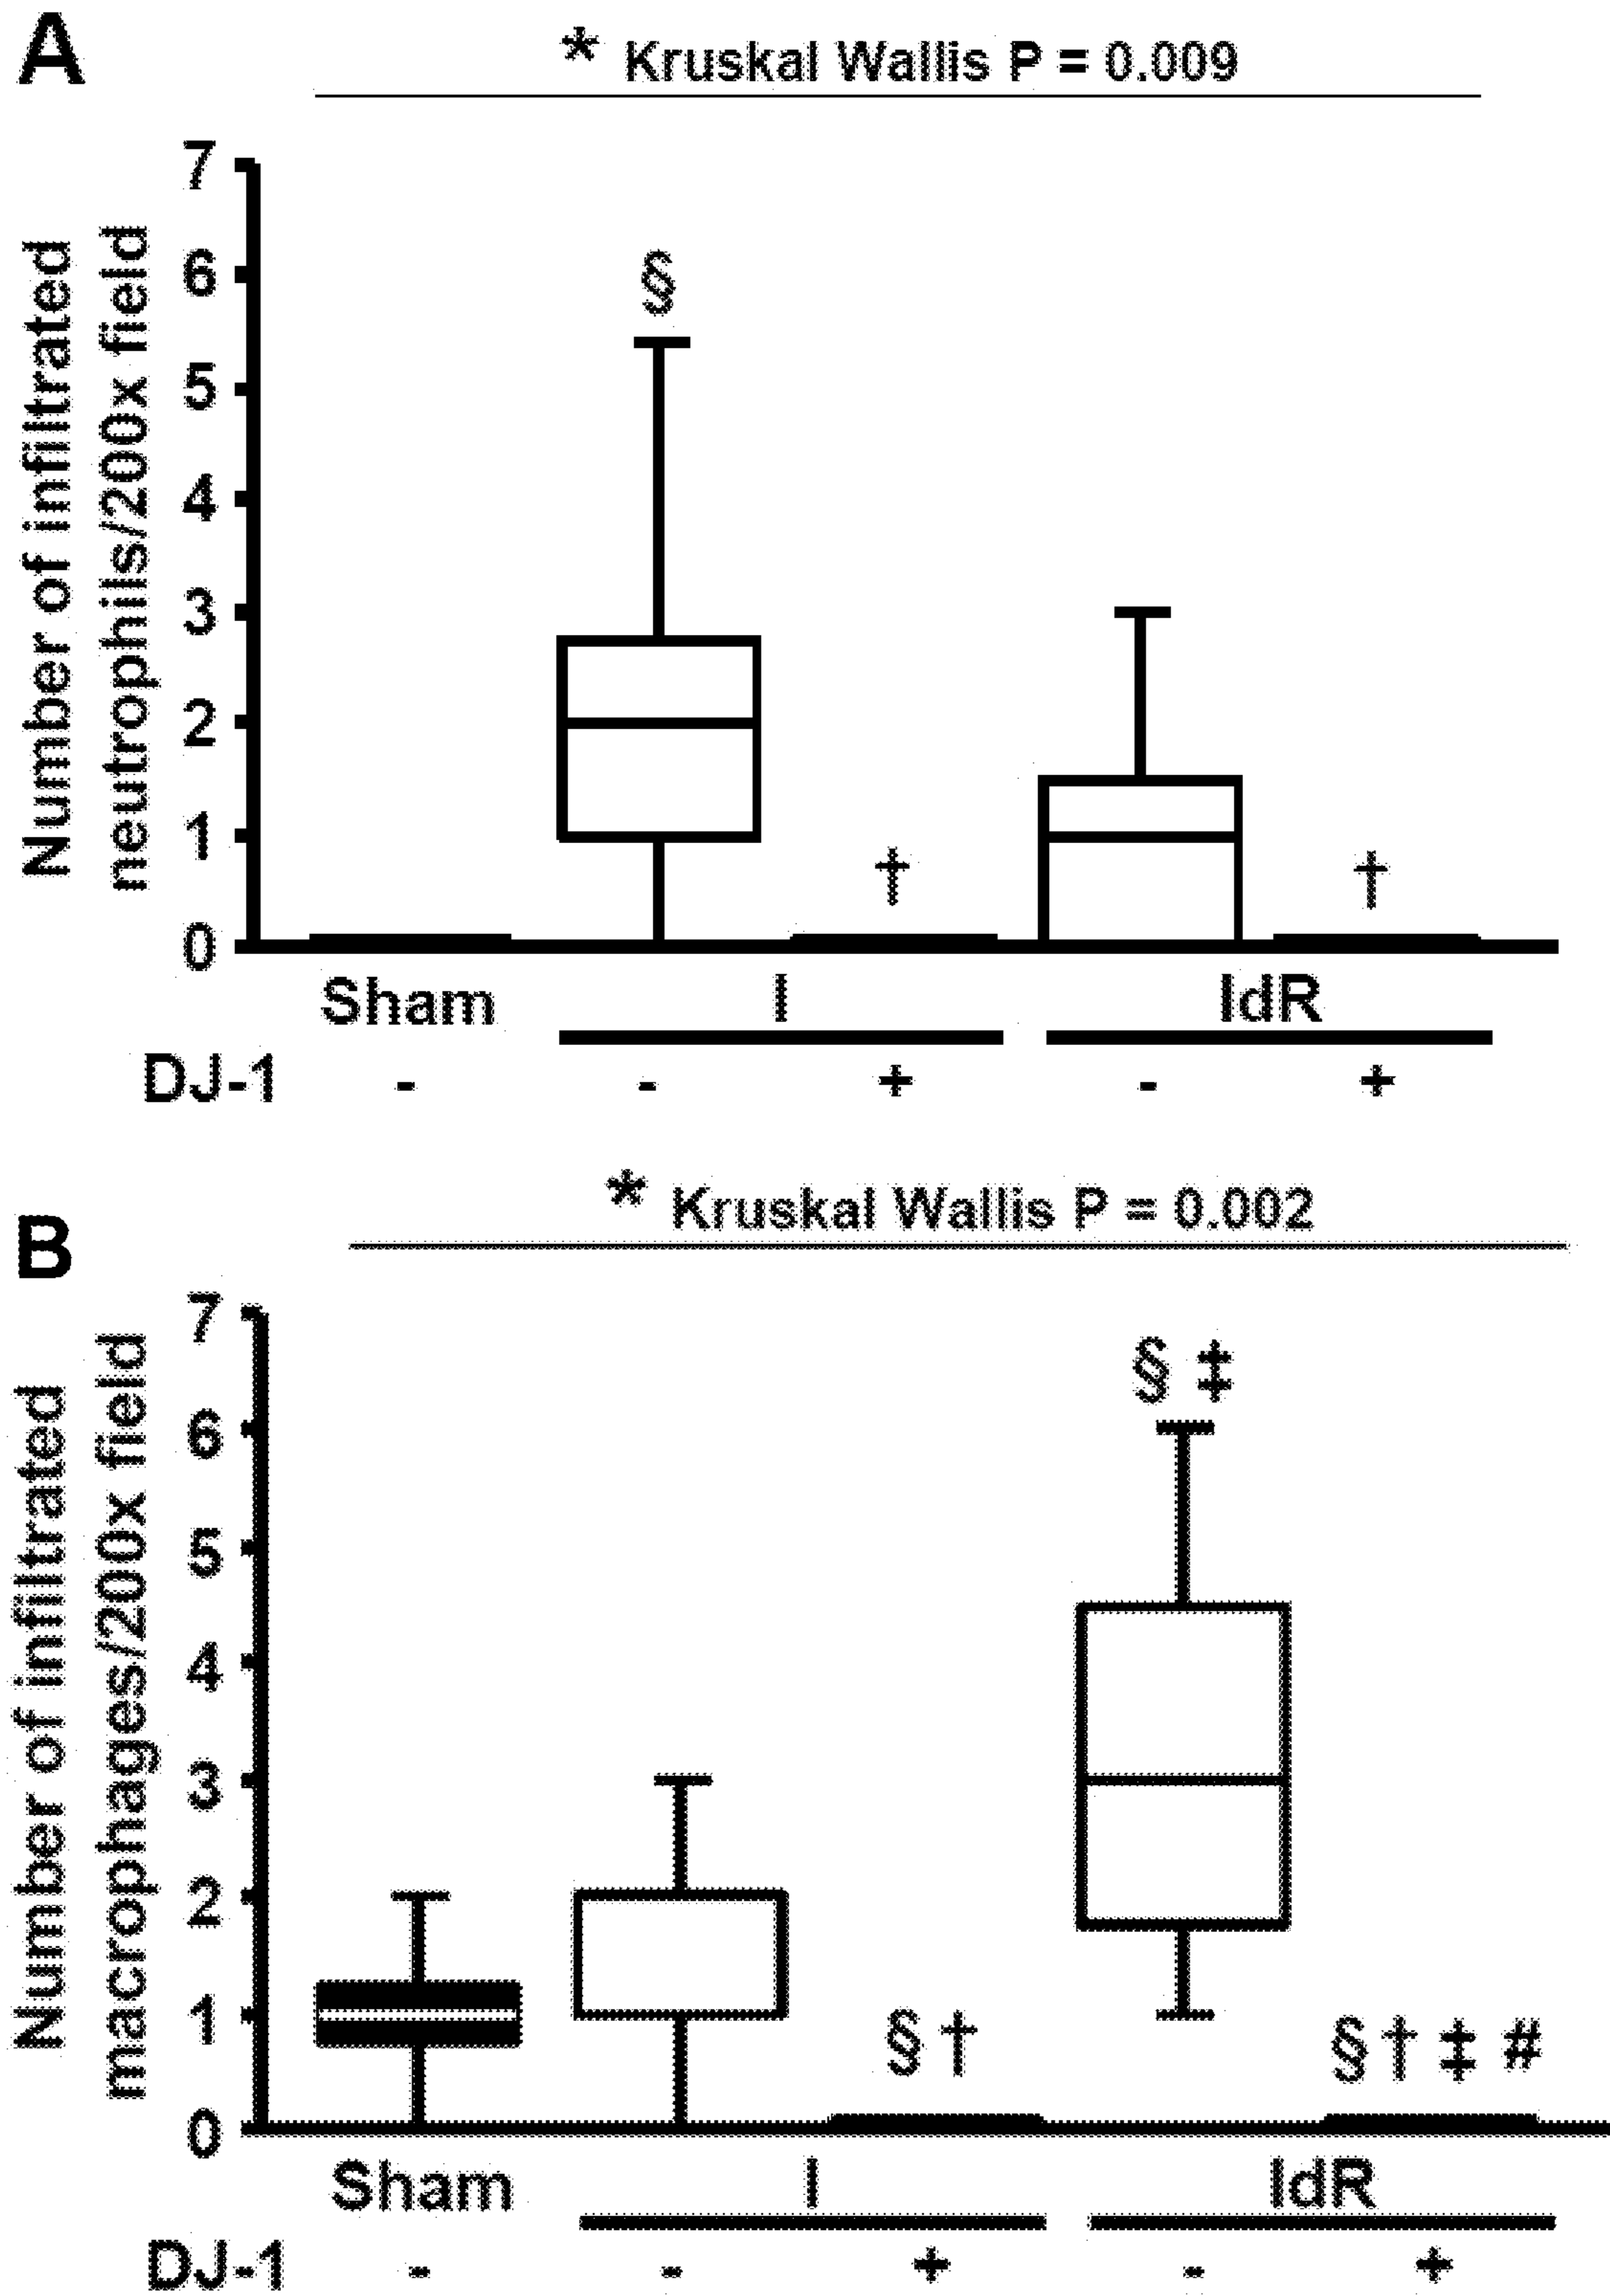 A
* Kruskal Wallis P = 0.009
Number of infiltrated
neutrophils/200x field
7
6
5
4
3
2
1
0
§
†
†
Sham I IdR
DJ-1 - - + - +
* Kruskal Wallis P = 0.002
B
Number of infiltrated
macrophages/200x field
7
6
5
4
3
2
1
0
§ ‡
§ †
§ † ‡ #
Sham I IdR
DJ-1 - - + - +